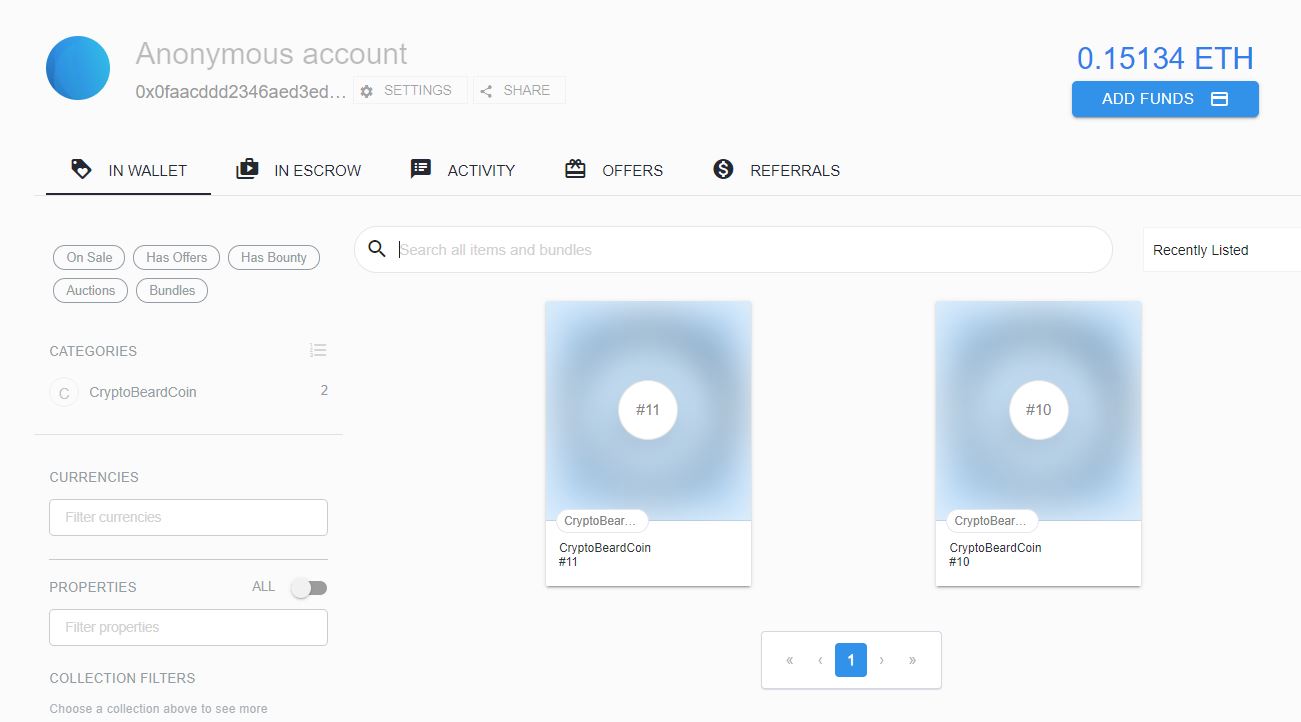 Anonymous account
0x0faacddd2346aed3ed…
SETTINGS
SHARE
0.15134 ETH
ADD FUNDS
IN WALLET
IN ESCROW
ACTIVITY
OFFERS
REFERRALS
On Sale
Has Offers
Has Bounty
Auctions
Bundles
Search all items and bundles
Recently Listed
CATEGORIES
C CryptoBeardCoin 2
CURRENCIES
Filter currencies
PROPERTIES ALL
Filter properties
COLLECTION FILTERS
Choose a collection above to see more
#11
CryptoBear…
CryptoBeardCoin
#11
#10
CryptoBear…
CryptoBeardCoin
#10
« ‹ 1 › »